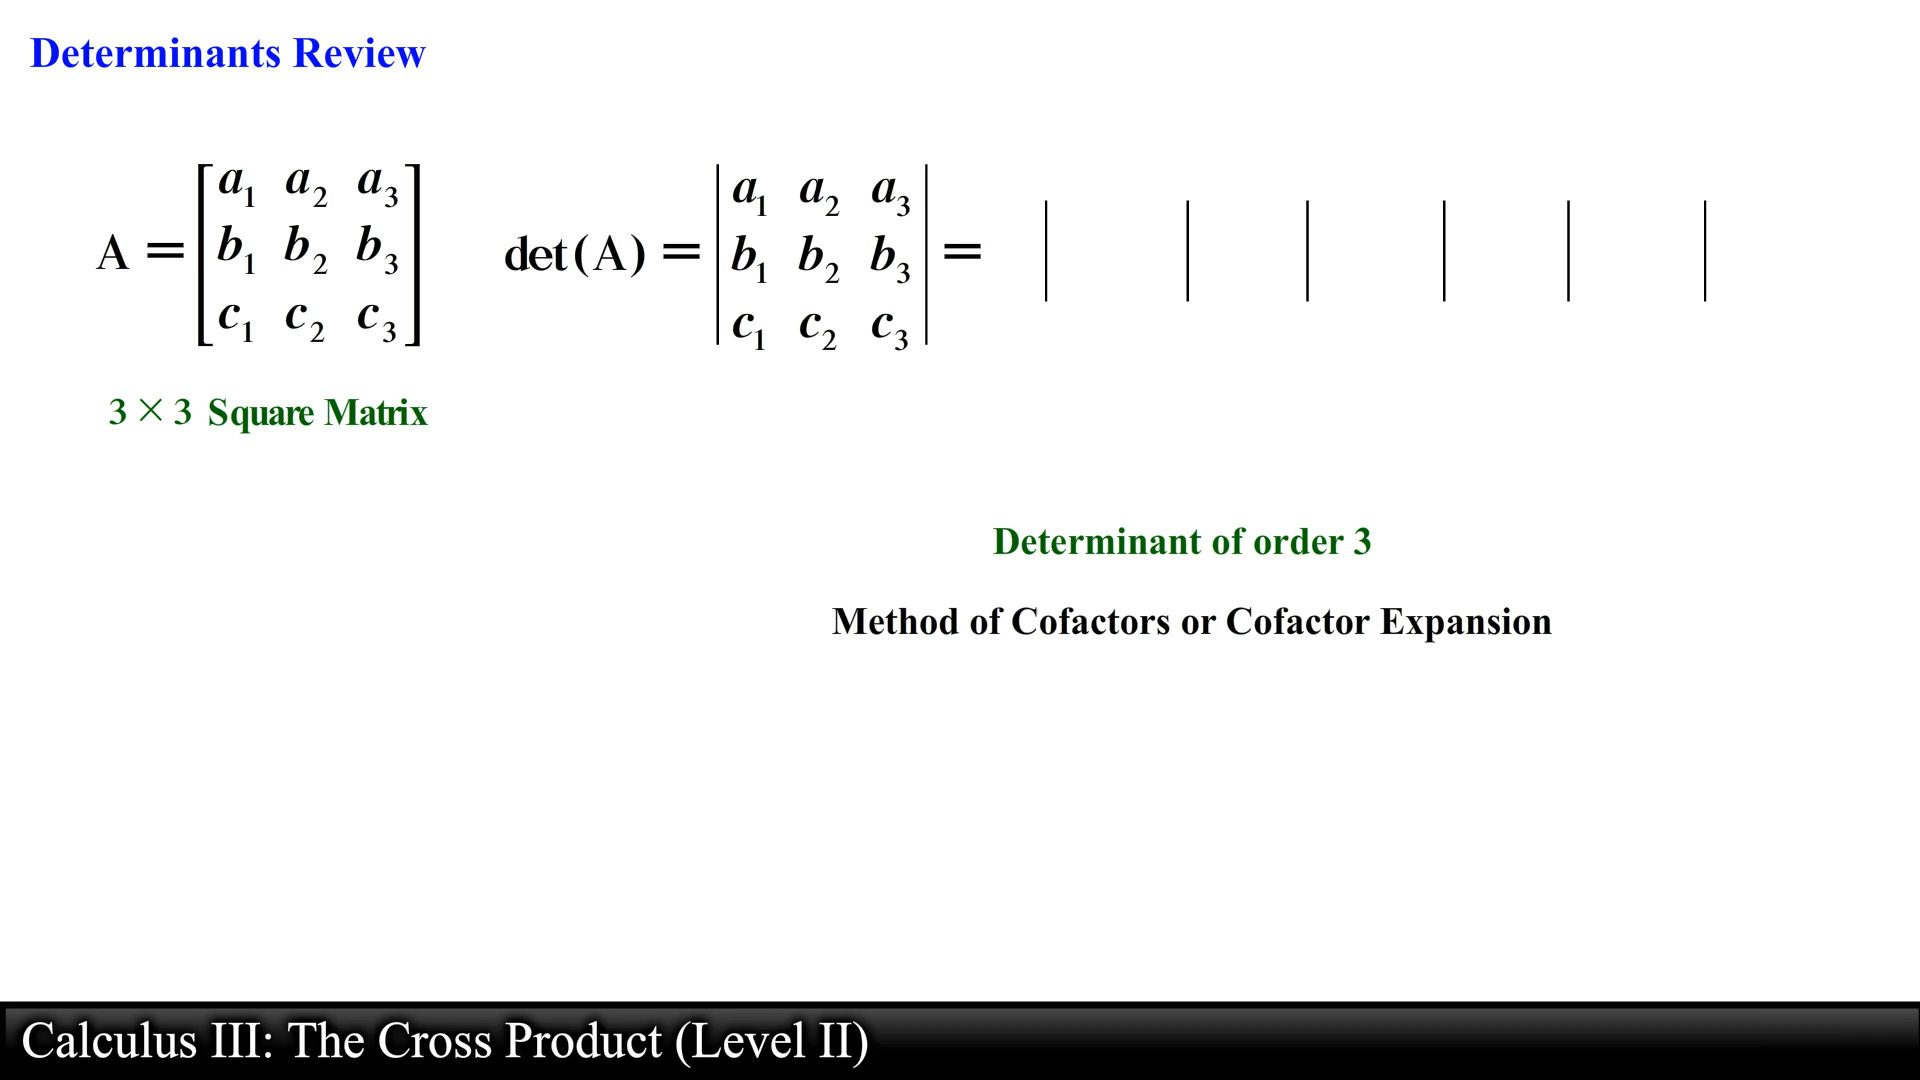 Determinants Review
A = [a₁ a₂ a₃
b₁ b₂ b₃
c₁ c₂ c₃]
det(A) = |a₁ a₂ a₃
b₁ b₂ b₃
c₁ c₂ c₃| = | | | | | |
3 × 3 Square Matrix
Determinant of order 3
Method of Cofactors or Cofactor Expansion
Calculus III: The Cross Product (Level II)